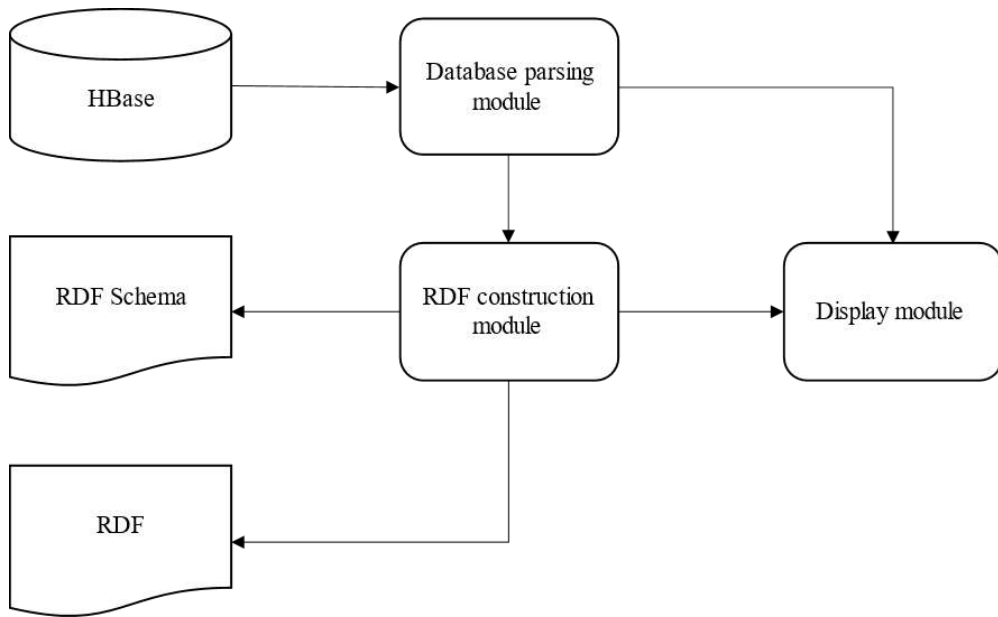 HBase
Database parsing
module
RDF Schema
RDF construction
module
Display module
RDF